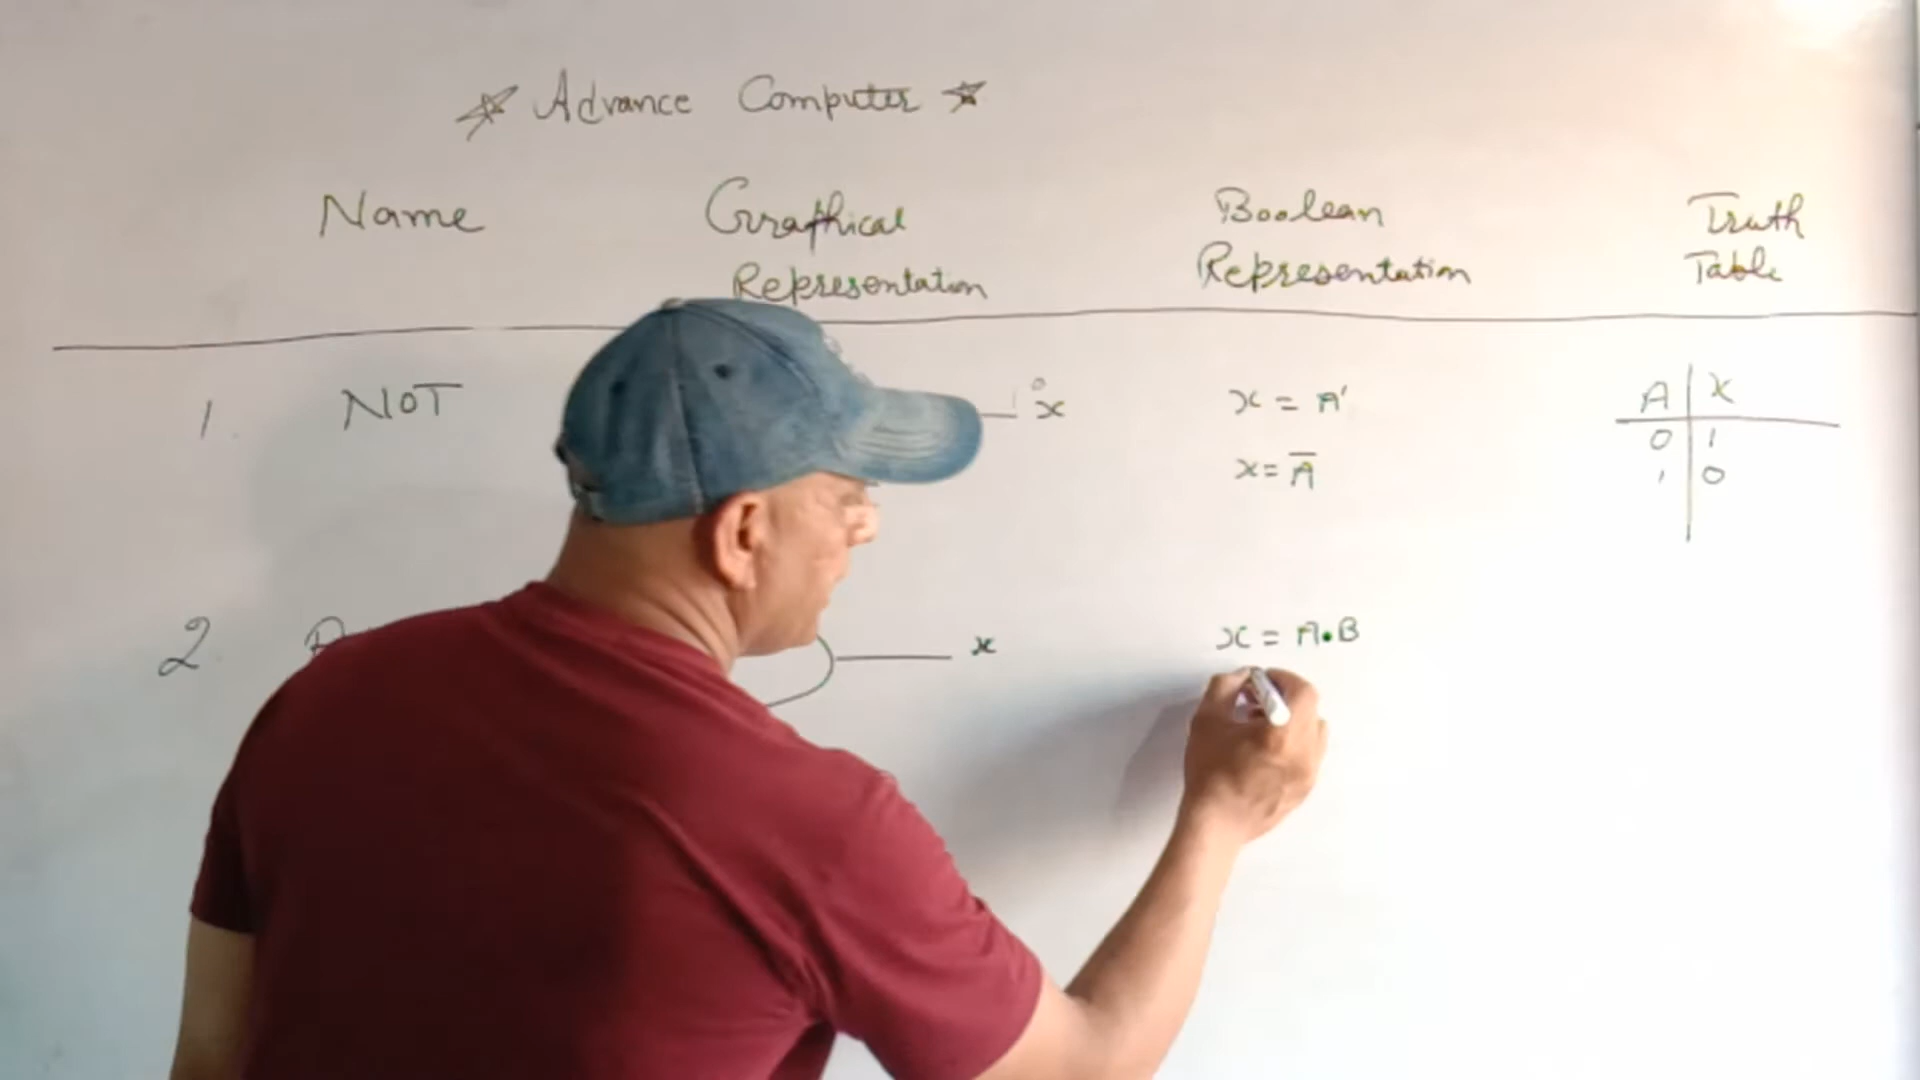 Advance Computer
Name
Graphical
Representation
Boolean
Representation
Truth
Table
1. NOT
x
x = A'
x = A̅
A X
0 1
1 0
2
x
x = A.B